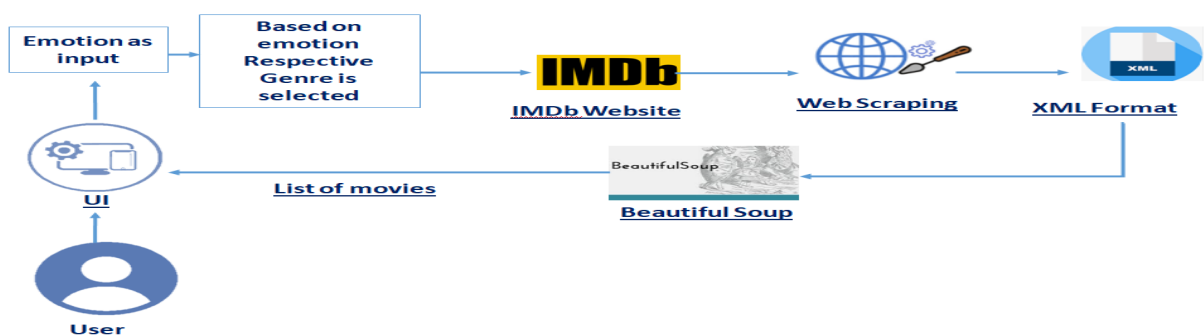 Emotion as
input
Based on
emotion
Respective
Genre is
selected
IMDb
IMDb Website
Web Scraping
XML
XML Format
BeautifulSoup
Beautiful Soup
List of movies
UI
User